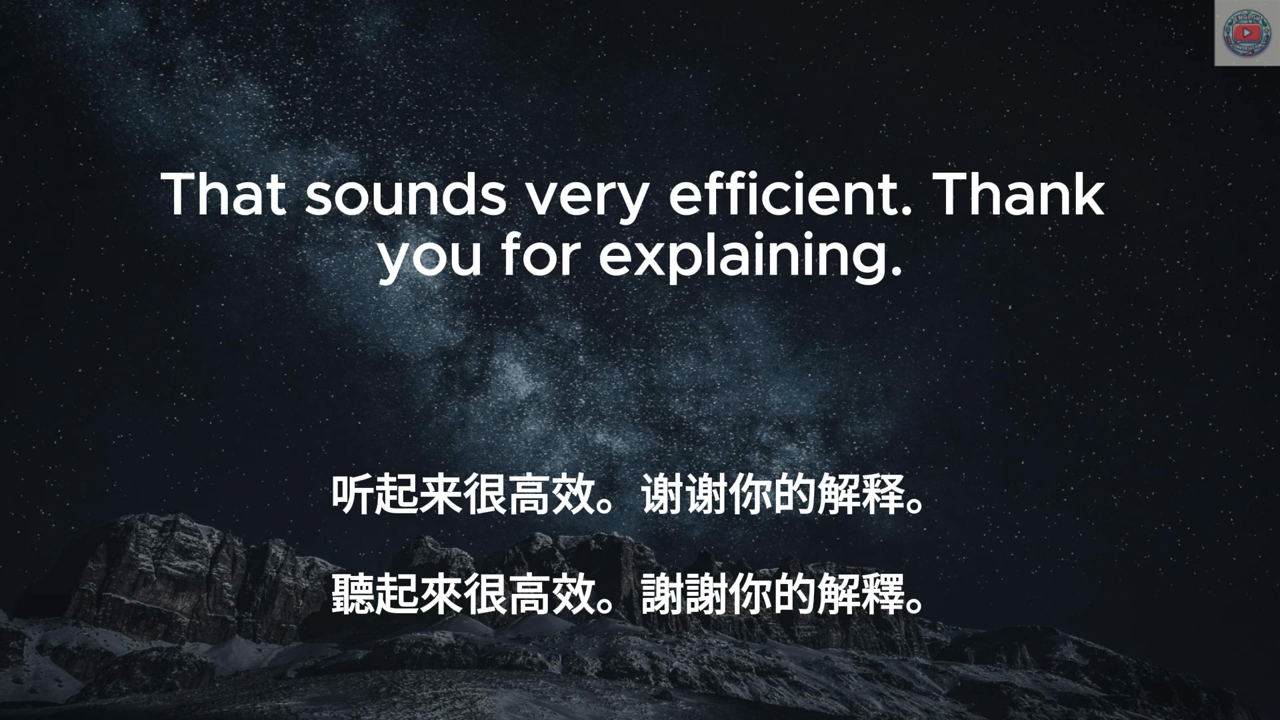 That sounds very efficient. Thank
you for explaining.
听起来很高效。谢谢你的解释。
聽起來很高效。謝謝你的解釋。